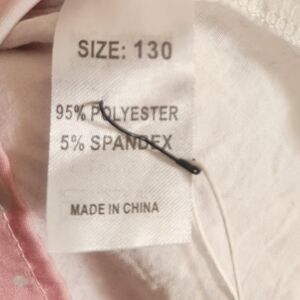 SIZE: 130
95% POLYESTER
5% SPANDEX
MADE IN CHINA